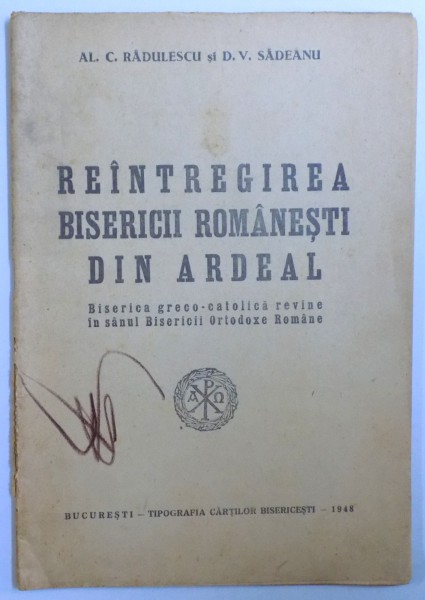 AL. C. RĂDULESCU și D. V. SĂDEANU
REÎNTREGIREA
BISERICII ROMÂNEȘTI
DIN ARDEAL
Biserica greco-catolică revine
în sânul Bisericii Ortodoxe Române
A Ω
BUCUREȘTI — TIPOGRAFIA CĂRȚILOR BISERICEȘTI — 1948